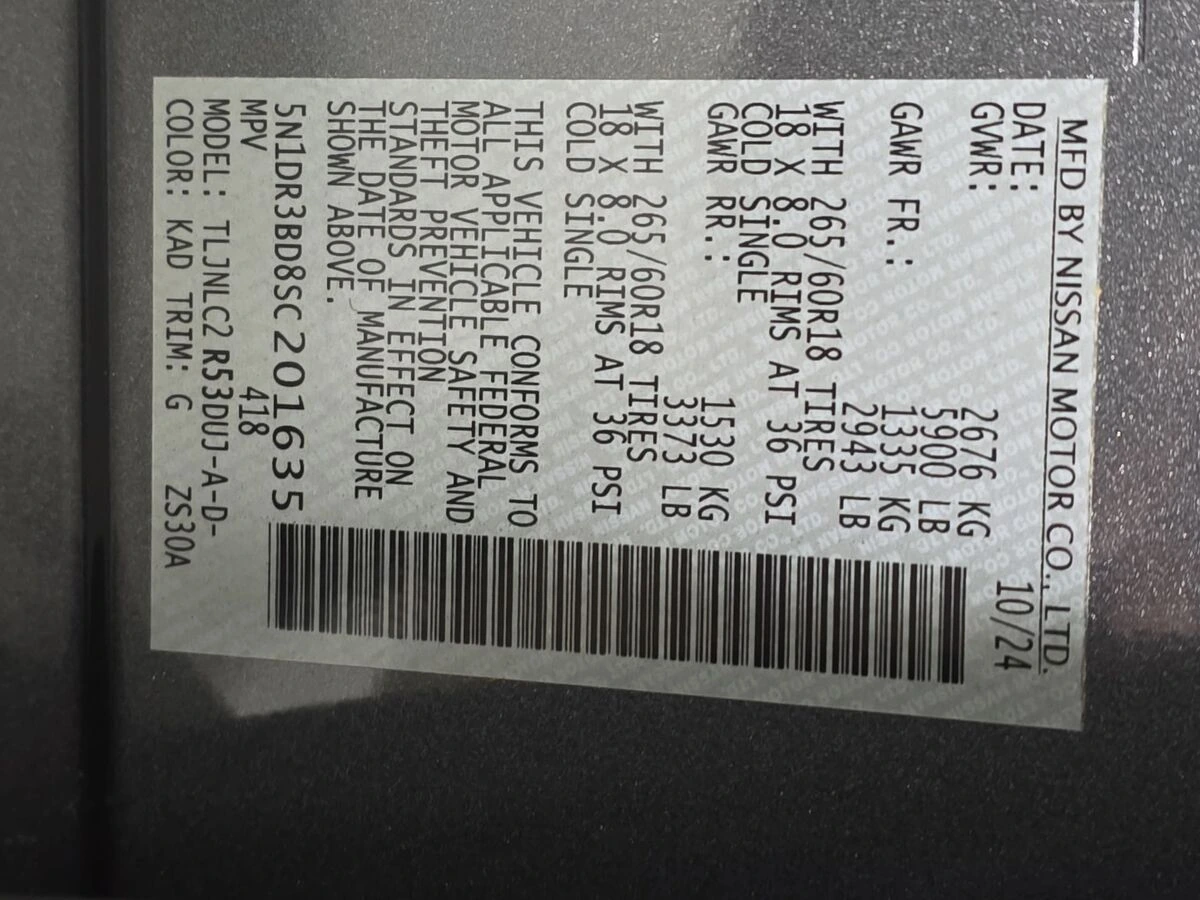 MFD BY NISSAN MOTOR CO., LTD.
DATE: 10/24
GVWR: 2676 KG
5900 LB
GAWR FR.: 1335 KG
2943 LB
WITH 265/60R18 TIRES
18 X 8.0 RIMS AT 36 PSI
COLD SINGLE
GAWR RR.: 1530 KG
3373 LB
WITH 265/60R18 TIRES
18 X 8.0 RIMS AT 36 PSI
COLD SINGLE
THIS VEHICLE CONFORMS TO
ALL APPLICABLE FEDERAL
MOTOR VEHICLE SAFETY AND
THEFT PREVENTION
STANDARDS IN EFFECT ON
THE DATE OF MANUFACTURE
SHOWN ABOVE.
5N1DR3BD8SC201635
MPV 418
MODEL: TLJNLC2 R53DUJ-A-D-
COLOR: KAD TRIM: G ZS30A